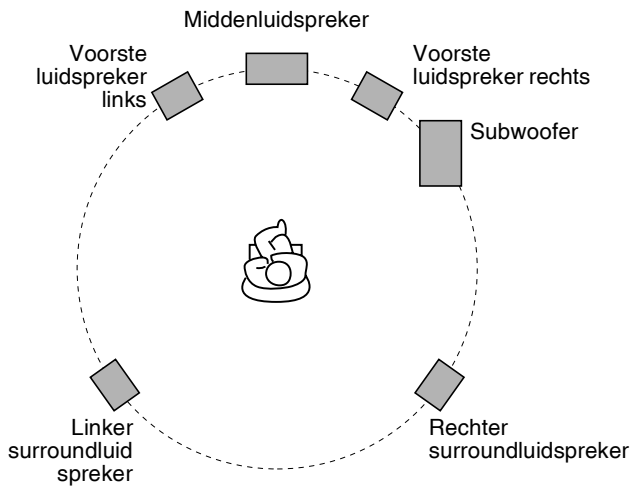 Middenluidspreker
Voorste
luidspreker
links
Voorste
luidspreker rechts
Subwoofer
Linker
surroundluid
spreker
Rechter
surroundluidspreker